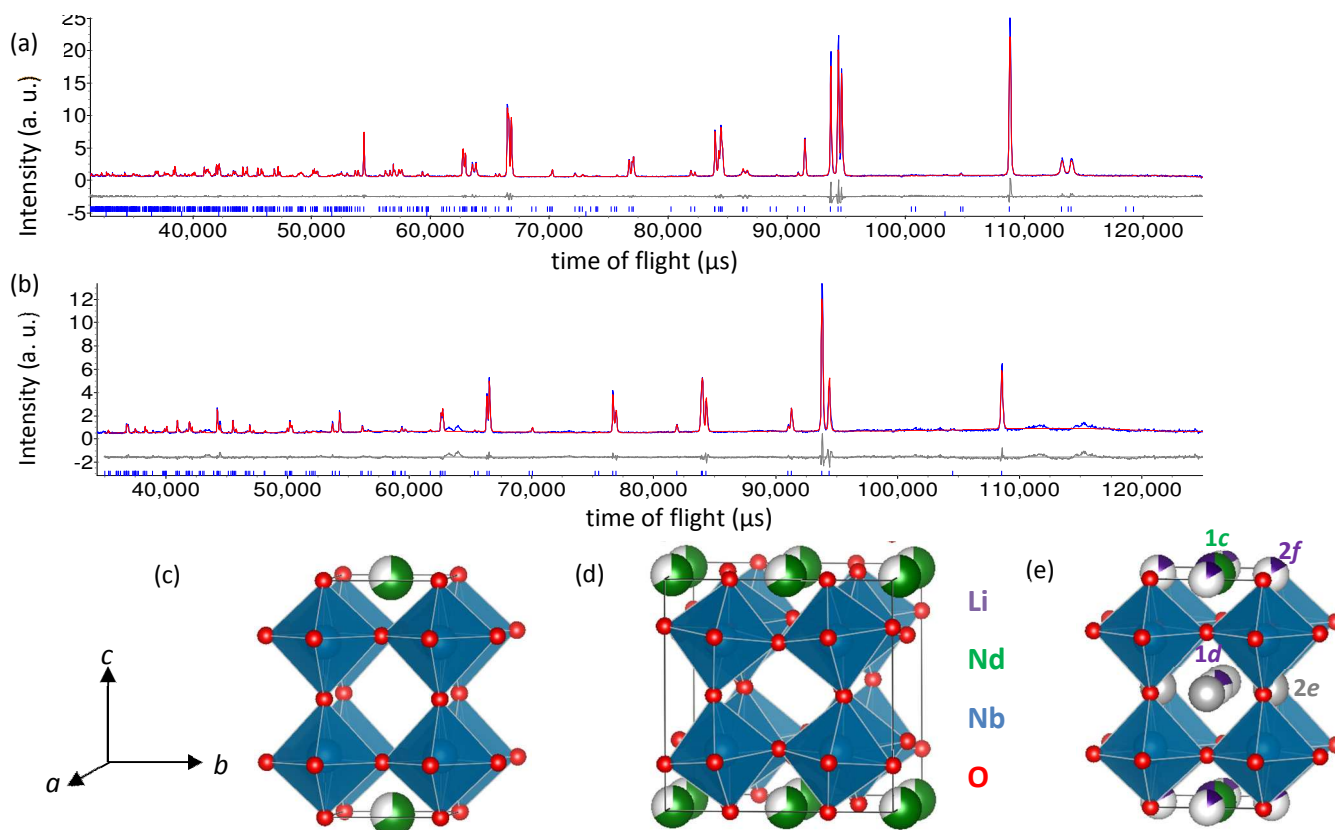 (a)
Intensity (a. u.)
25
20
15
10
5
0
-5
40,000 50,000 60,000 70,000 80,000 90,000 100,000 110,000 120,000
time of flight (µs)
(b)
Intensity (a. u.)
12
10
8
6
4
2
0
-2
40,000 50,000 60,000 70,000 80,000 90,000 100,000 110,000 120,000
time of flight (µs)
(c)
(d)
(e)
1c
2f
1d
2e
Li
Nd
Nb
O
c
b
a